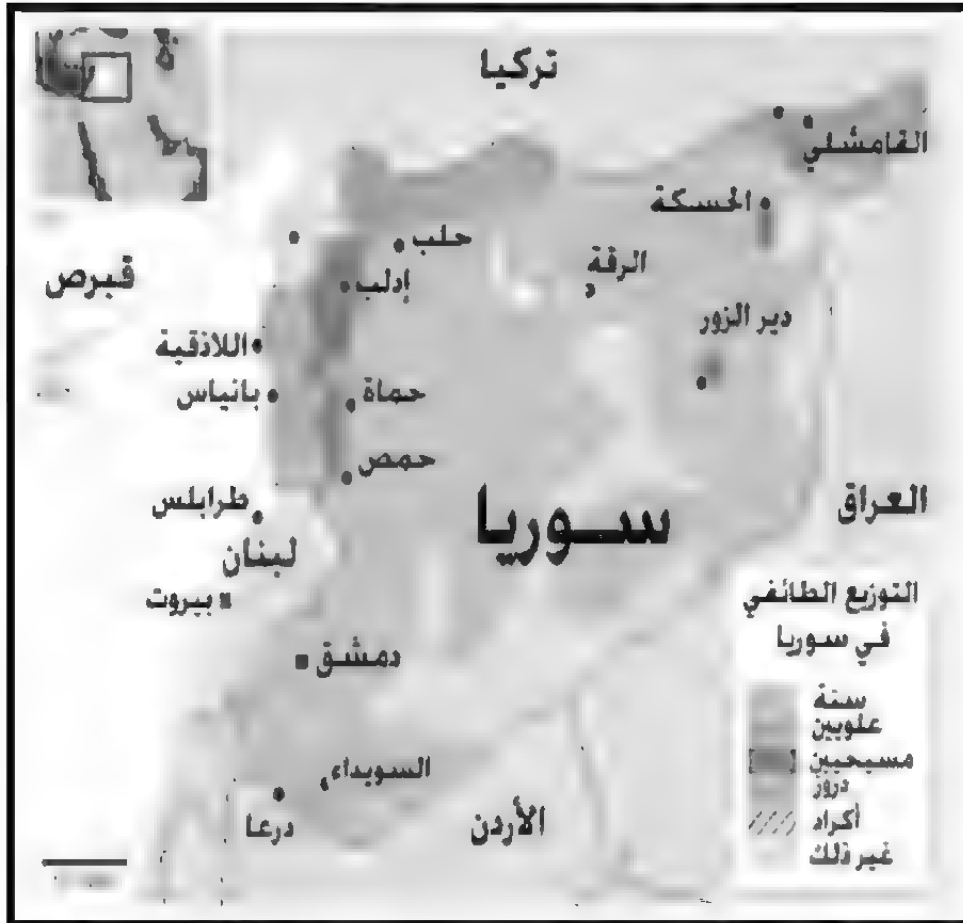 تركيا
القامشلي
الحسكة
حلب
الرقة
إدلب
قبرص
دير الزور
اللاذقية
بانياس
حماة
حمص
طرابلس
سوريا
العراق
لبنان
بيروت
دمشق
السويداء
درعا
الأردن
التوزيع الطائفي
في سوريا
سنة
علويين
مسيحيين
دروز
أكراد
غير ذلك